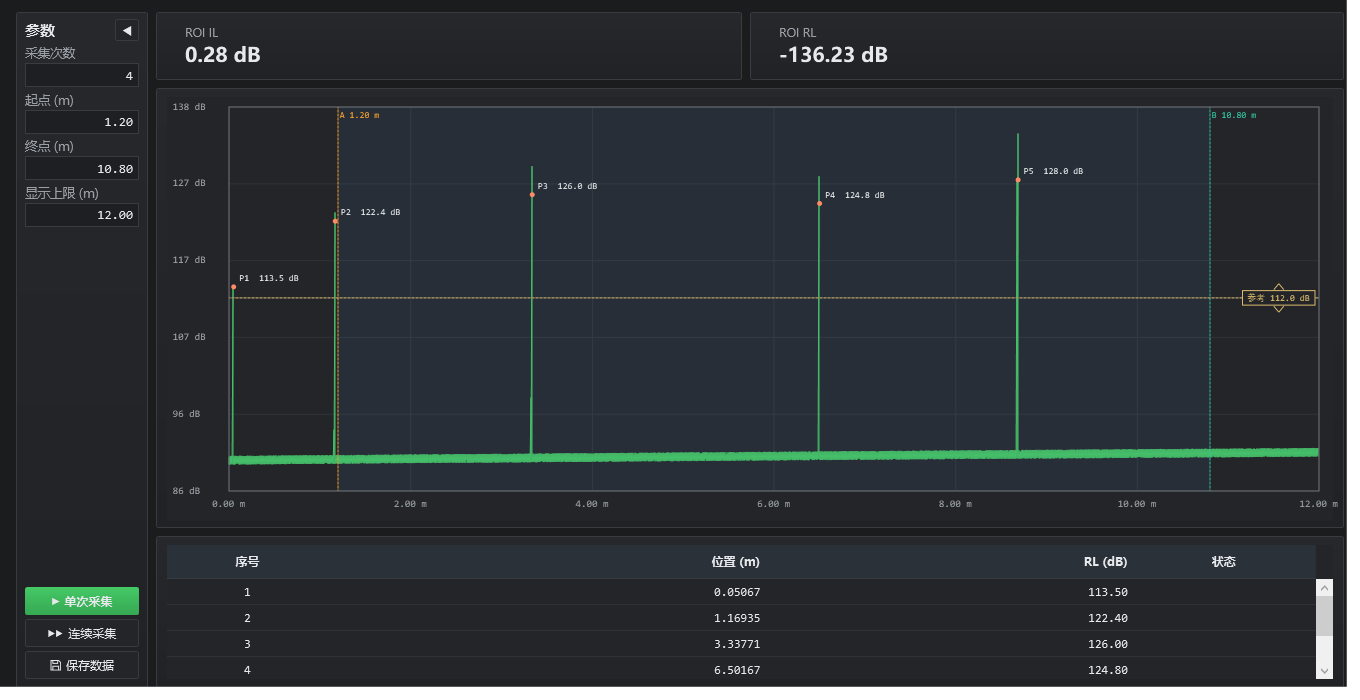 参数
◀
采集次数
4
起点 (m)
1.20
终点 (m)
10.80
显示上限 (m)
12.00
▶ 单次采集
▶▶ 连续采集
保存数据
ROI IL
0.28 dB
ROI RL
-136.23 dB
138 dB
127 dB
117 dB
107 dB
96 dB
86 dB
A 1.20 m
B 10.80 m
P1 113.5 dB
P2 122.4 dB
P3 126.0 dB
P4 124.8 dB
P5 128.0 dB
参考 112.0 dB
0.00 m 2.00 m 4.00 m 6.00 m 8.00 m 10.00 m 12.00 m
序号 位置 (m) RL (dB) 状态
1 0.05067 113.50
2 1.16935 122.40
3 3.33771 126.00
4 6.50167 124.80